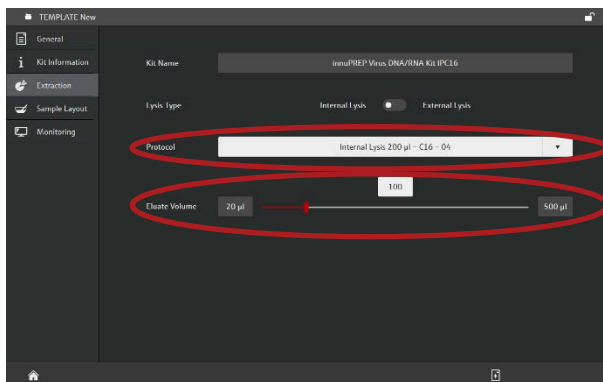 TEMPLATE New
General
Kit Information
Extraction
Sample Layout
Monitoring
Kit Name innuPREP Virus DNA/RNA Kit IPC16
Lysis Type Internal Lysis External Lysis
Protocol Internal Lysis 200 µl – C16 – 04
100
Eluate Volume 20 µl 500 µl